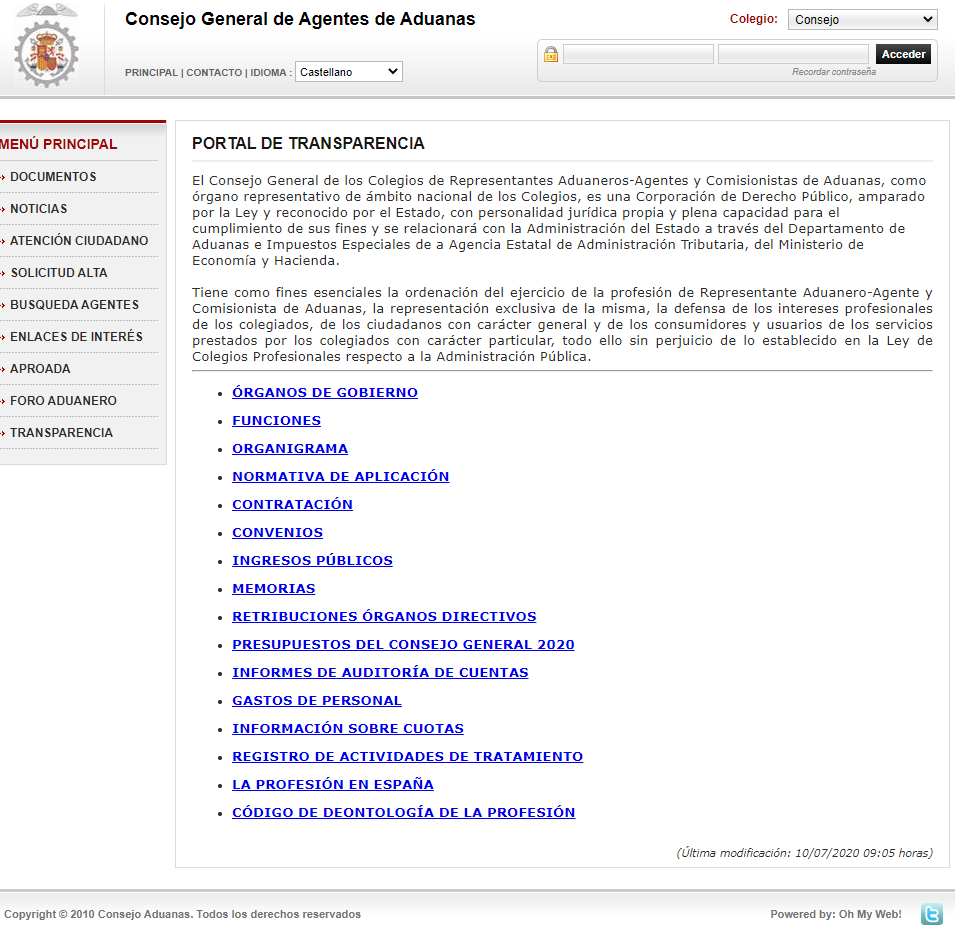 Consejo General de Agentes de Aduanas
Colegio:
Consejo
Acceder
Recordar contraseña
PRINCIPAL | CONTACTO | IDIOMA :
Castellano
MENÚ PRINCIPAL
DOCUMENTOS
NOTICIAS
ATENCIÓN CIUDADANO
SOLICITUD ALTA
BUSQUEDA AGENTES
ENLACES DE INTERÉS
APROADA
FORO ADUANERO
TRANSPARENCIA
PORTAL DE TRANSPARENCIA
El Consejo General de los Colegios de Representantes Aduaneros-Agentes y Comisionistas de Aduanas, como
órgano representativo de ámbito nacional de los Colegios, es una Corporación de Derecho Público, amparado
por la Ley y reconocido por el Estado, con personalidad jurídica propia y plena capacidad para el
cumplimiento de sus fines y se relacionará con la Administración del Estado a través del Departamento de
Aduanas e Impuestos Especiales de a Agencia Estatal de Administración Tributaria, del Ministerio de
Economía y Hacienda.
Tiene como fines esenciales la ordenación del ejercicio de la profesión de Representante Aduanero-Agente y
Comisionista de Aduanas, la representación exclusiva de la misma, la defensa de los intereses profesionales
de los colegiados, de los ciudadanos con carácter general y de los consumidores y usuarios de los servicios
prestados por los colegiados con carácter particular, todo ello sin perjuicio de lo establecido en la Ley de
Colegios Profesionales respecto a la Administración Pública.
ÓRGANOS DE GOBIERNO
FUNCIONES
ORGANIGRAMA
NORMATIVA DE APLICACIÓN
CONTRATACIÓN
CONVENIOS
INGRESOS PÚBLICOS
MEMORIAS
RETRIBUCIONES ÓRGANOS DIRECTIVOS
PRESUPUESTOS DEL CONSEJO GENERAL 2020
INFORMES DE AUDITORÍA DE CUENTAS
GASTOS DE PERSONAL
INFORMACIÓN SOBRE CUOTAS
REGISTRO DE ACTIVIDADES DE TRATAMIENTO
LA PROFESIÓN EN ESPAÑA
CÓDIGO DE DEONTOLOGÍA DE LA PROFESIÓN
(Última modificación: 10/07/2020 09:05 horas)
Copyright © 2010 Consejo Aduanas. Todos los derechos reservados
Powered by: Oh My Web!